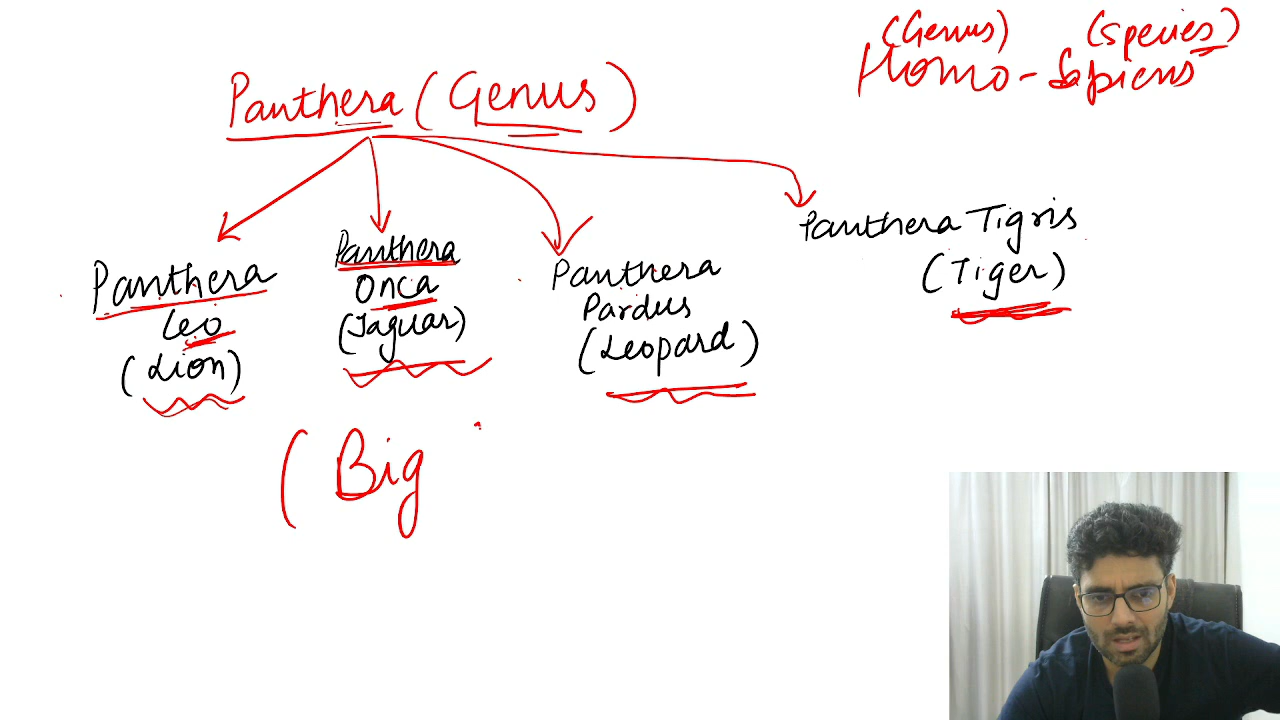 (Genus) (Species)
Homo - Sapiens
Panthera (Genus)
Panthera
Leo
(Lion)
Panthera
Onca
(Jaguar)
Panthera
Pardus
(Leopard)
Panthera Tigris
(Tiger)
( Big